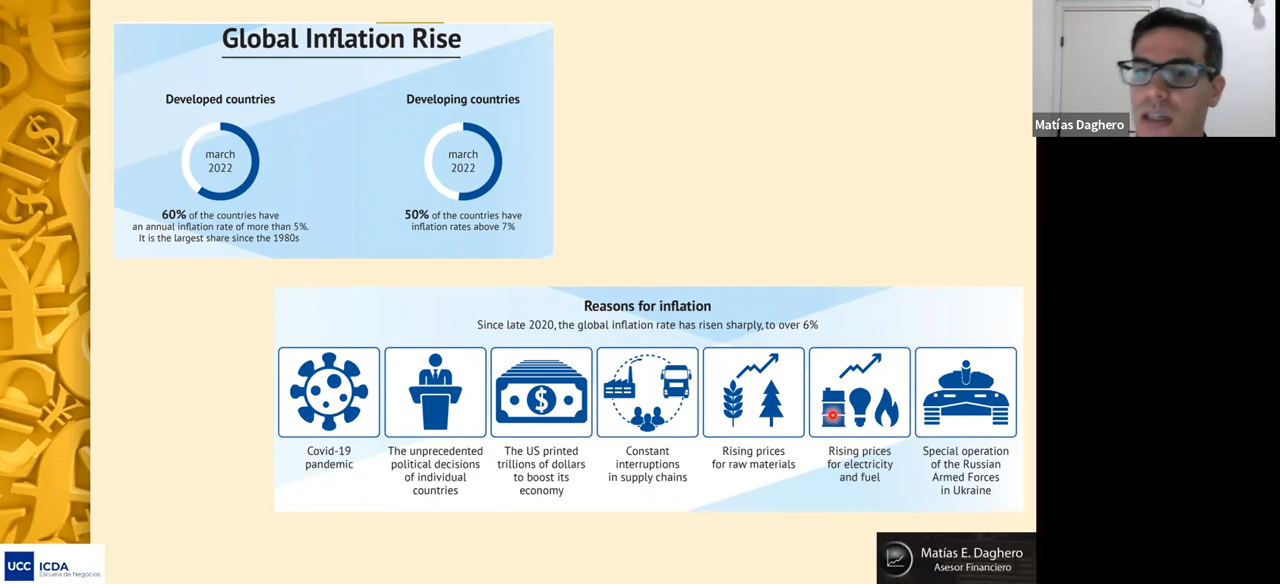 Global Inflation Rise
Developed countries
march
2022
60% of the countries have
an annual inflation rate of more than 5%.
It is the largest share since the 1980s
Developing countries
march
2022
50% of the countries have
inflation rates above 7%
Matías Daghero
Reasons for inflation
Since late 2020, the global inflation rate has risen sharply, to over 6%
Covid-19
pandemic
The unprecedented
political decisions
of individual
countries
The US printed
trillions of dollars
to boost its
economy
Constant
interruptions
in supply chains
Rising prices
for raw materials
Rising prices
for electricity
and fuel
Special operation
of the Russian
Armed Forces
in Ukraine
UCC
ICDA
Escuela de Negocios
Matías E. Daghero
Asesor Financiero